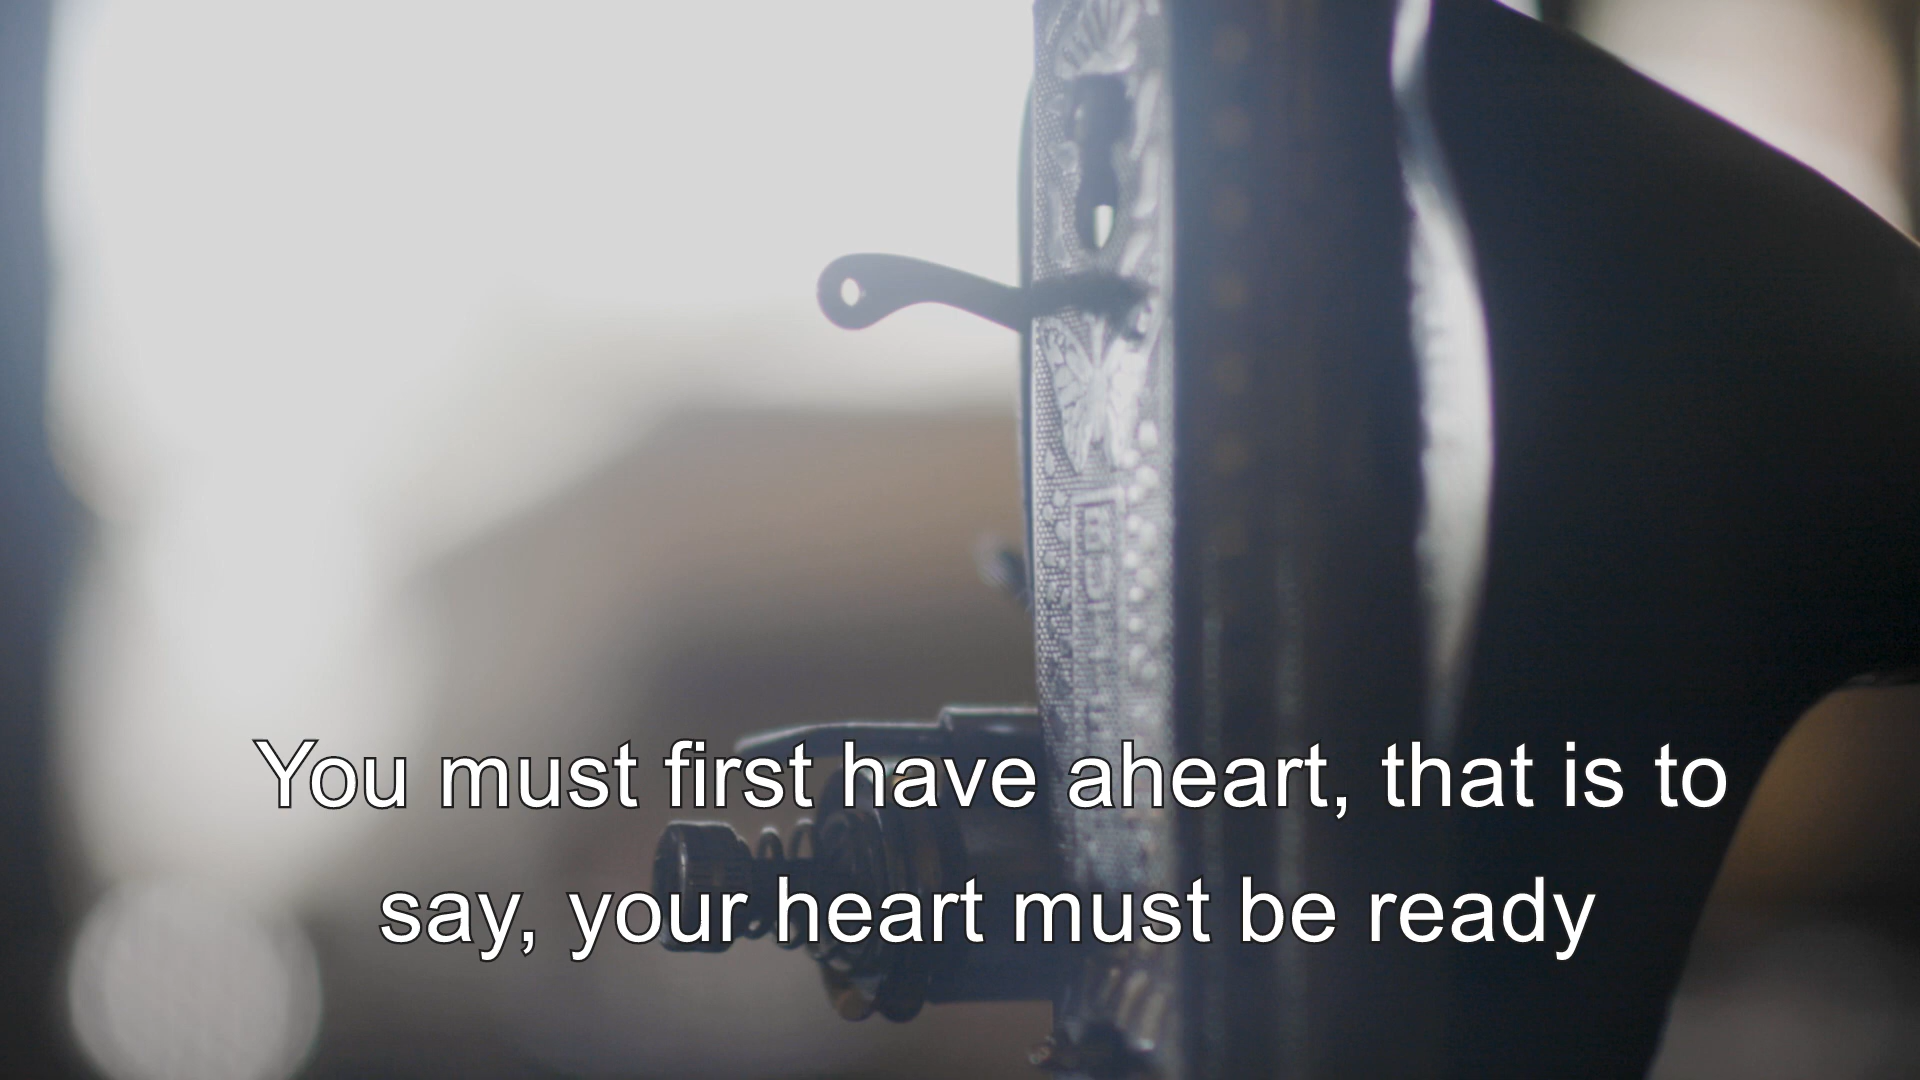 You must first have aheart, that is to
say, your heart must be ready